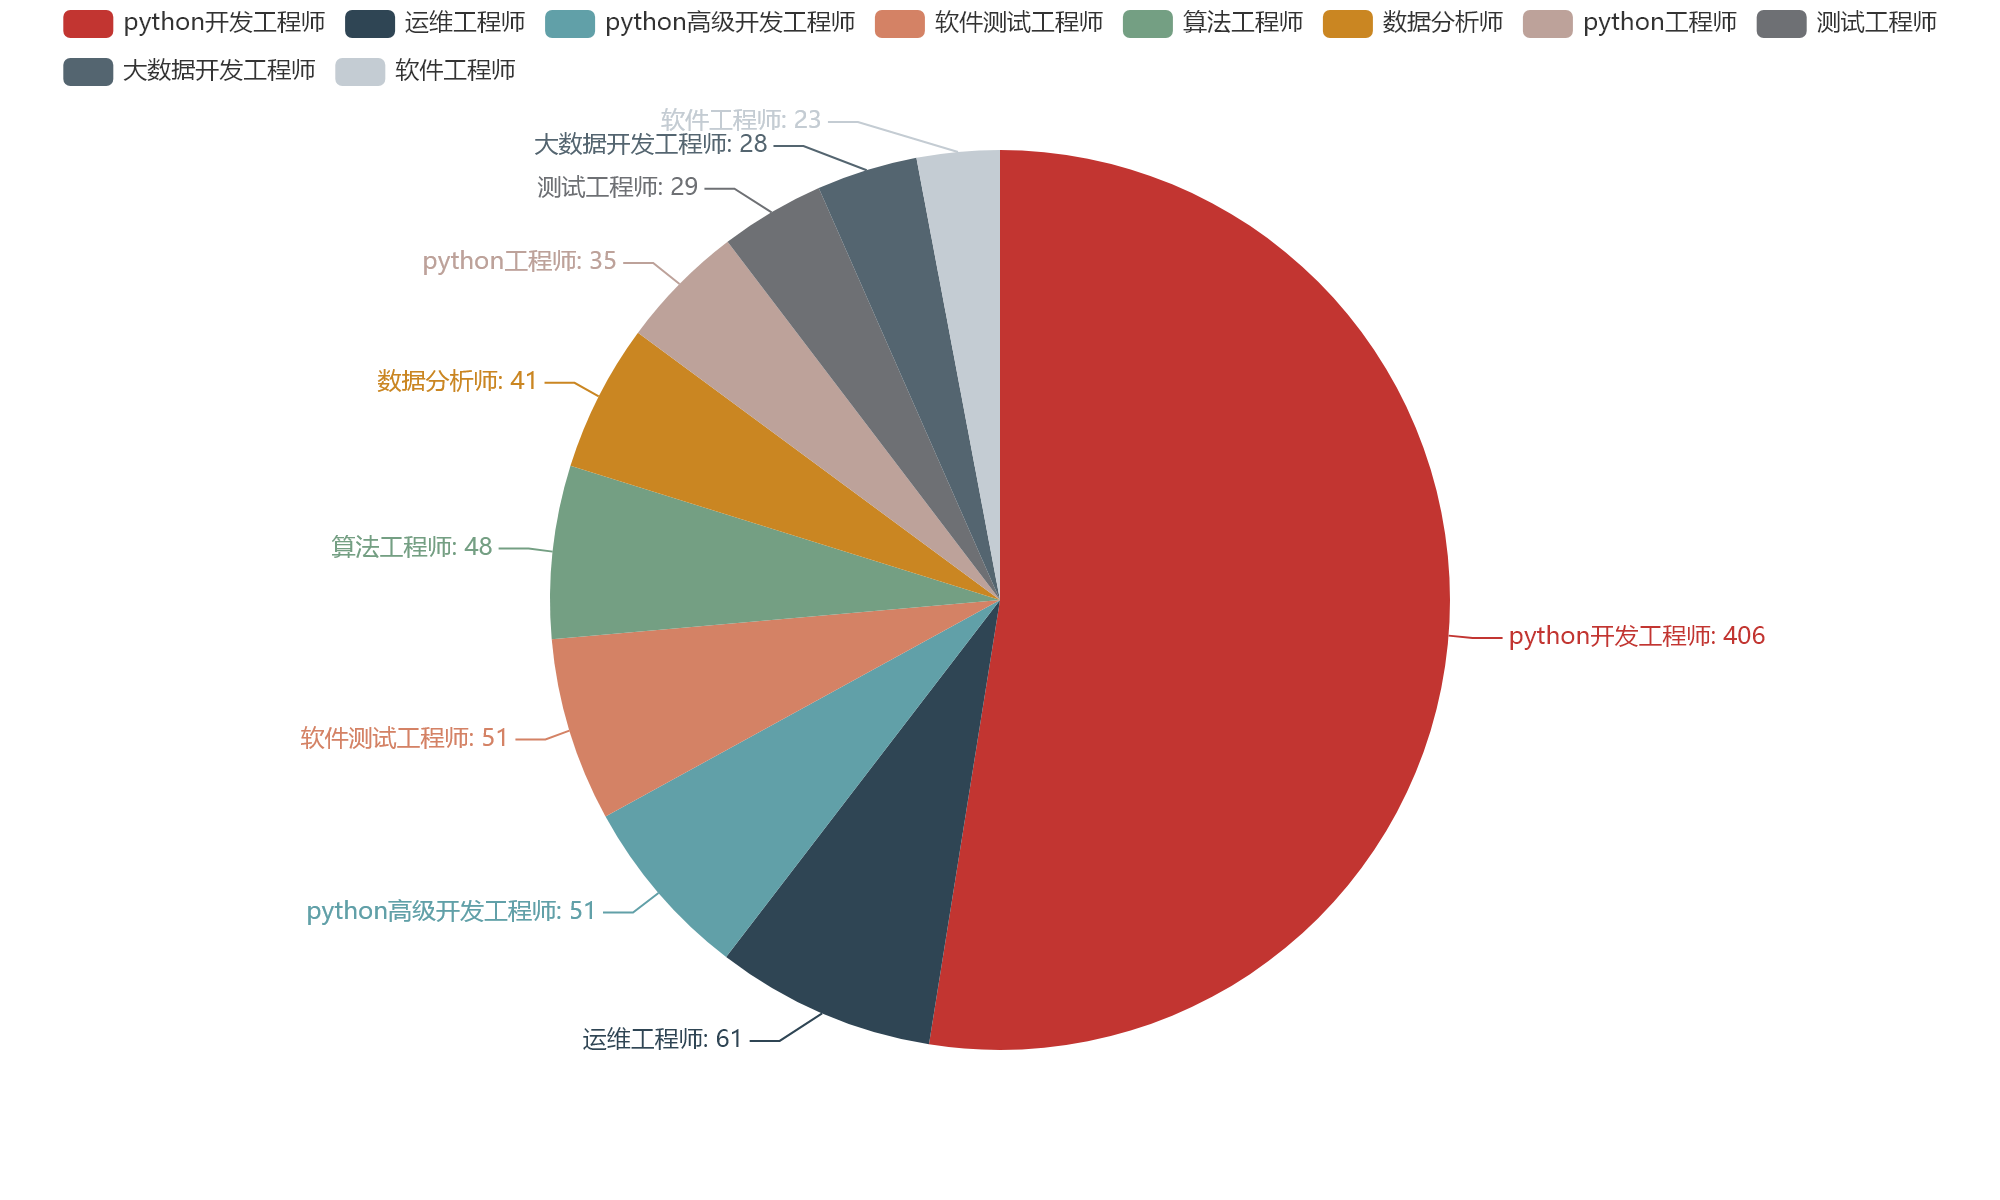 python开发工程师 运维工程师 python高级开发工程师 软件测试工程师 算法工程师 数据分析师 python工程师 测试工程师
大数据开发工程师 软件工程师
软件工程师: 23
大数据开发工程师: 28
测试工程师: 29
python工程师: 35
数据分析师: 41
算法工程师: 48
python开发工程师: 406
软件测试工程师: 51
python高级开发工程师: 51
运维工程师: 61